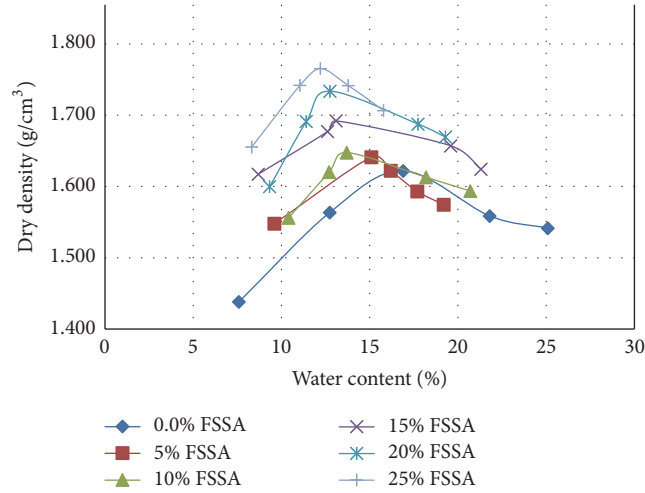 Dry density (g/cm³)
1.800
1.700
1.600
1.500
1.400
0 5 10 15 20 25 30
Water content (%)
0.0% FSSA 15% FSSA
5% FSSA 20% FSSA
10% FSSA 25% FSSA